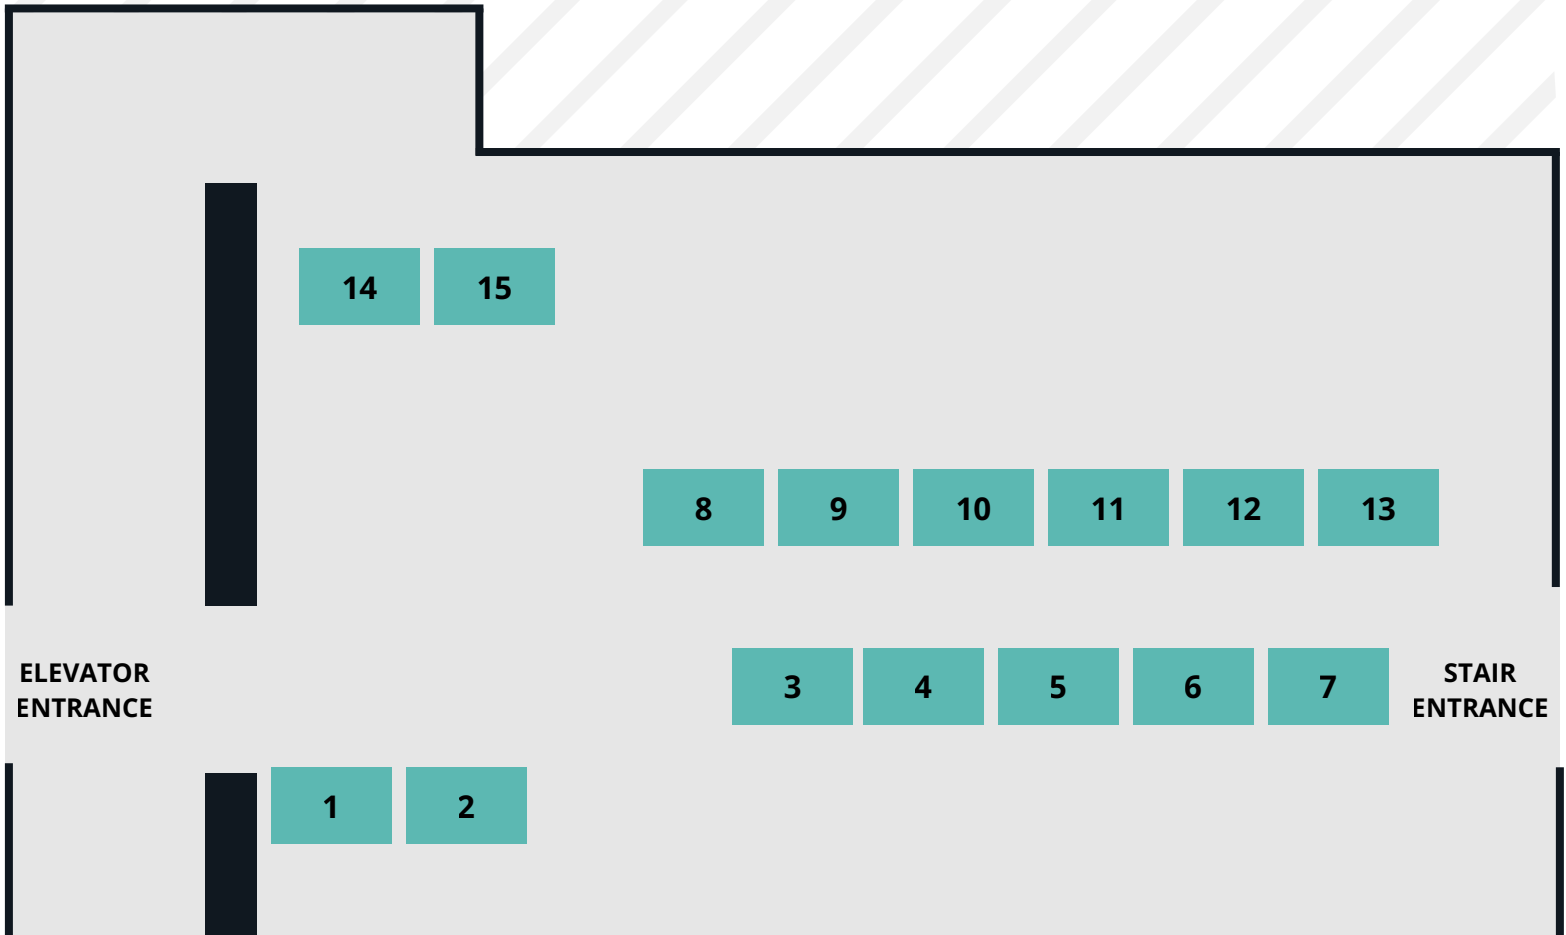 14 15
8 9 10 11 12 13
ELEVATOR
ENTRANCE
3 4 5 6 7
STAIR
ENTRANCE
1 2